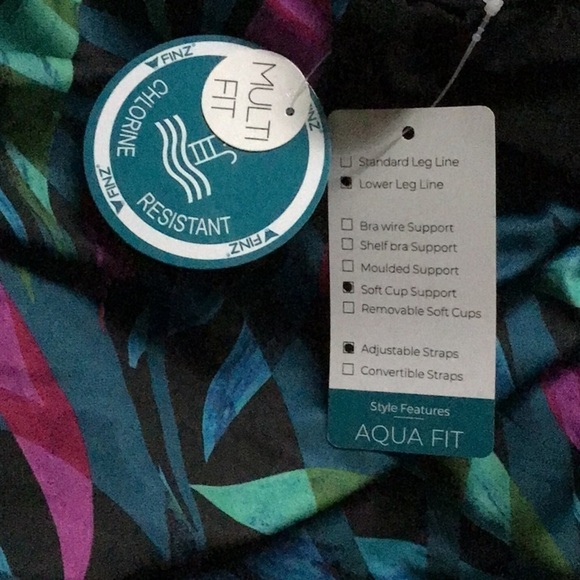 FINZ®
MULTI
FIT
FINZ
CHLORINE
RESISTANT
FINZ®
FINZ®
Standard Leg Line
Lower Leg Line
Bra wire Support
Shelf bra Support
Moulded Support
Soft Cup Support
Removable Soft Cups
Adjustable Straps
Convertible Straps
Style Features
AQUA FIT